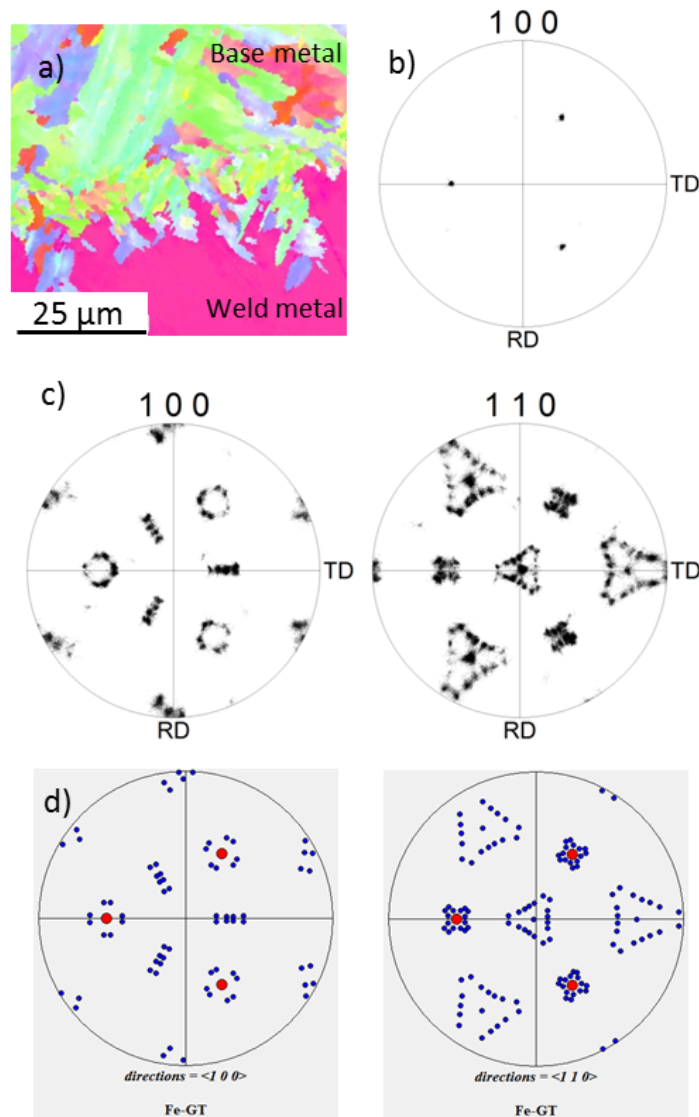 a)
Base metal
25 µm
Weld metal
b)
1 0 0
TD
RD
c)
1 0 0
TD
RD
1 1 0
TD
RD
d)
directions = <1 0 0>
Fe-GT
directions = <1 1 0>
Fe-GT